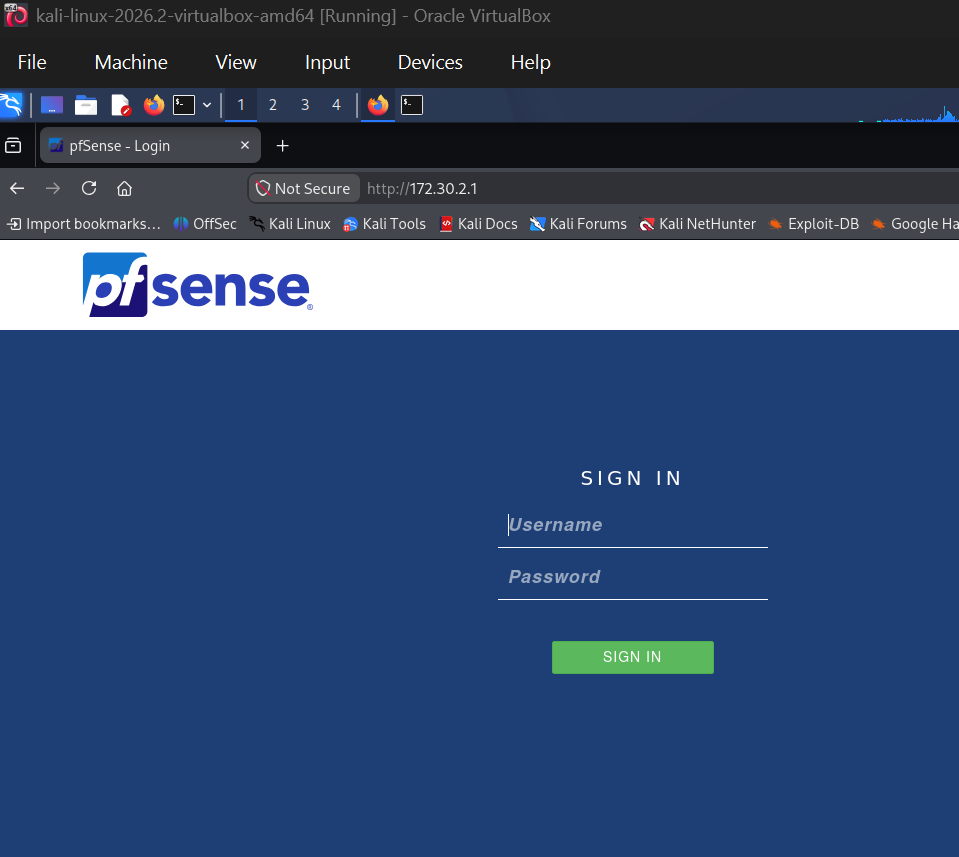 kali-linux-2026.2-virtualbox-amd64 [Running] - Oracle VirtualBox
File Machine View Input Devices Help
1 2 3 4
pfSense - Login
Not Secure http://172.30.2.1
Import bookmarks... OffSec Kali Linux Kali Tools Kali Docs Kali Forums Kali NetHunter Exploit-DB Google Ha
pfsense®
SIGN IN
Username
Password
SIGN IN